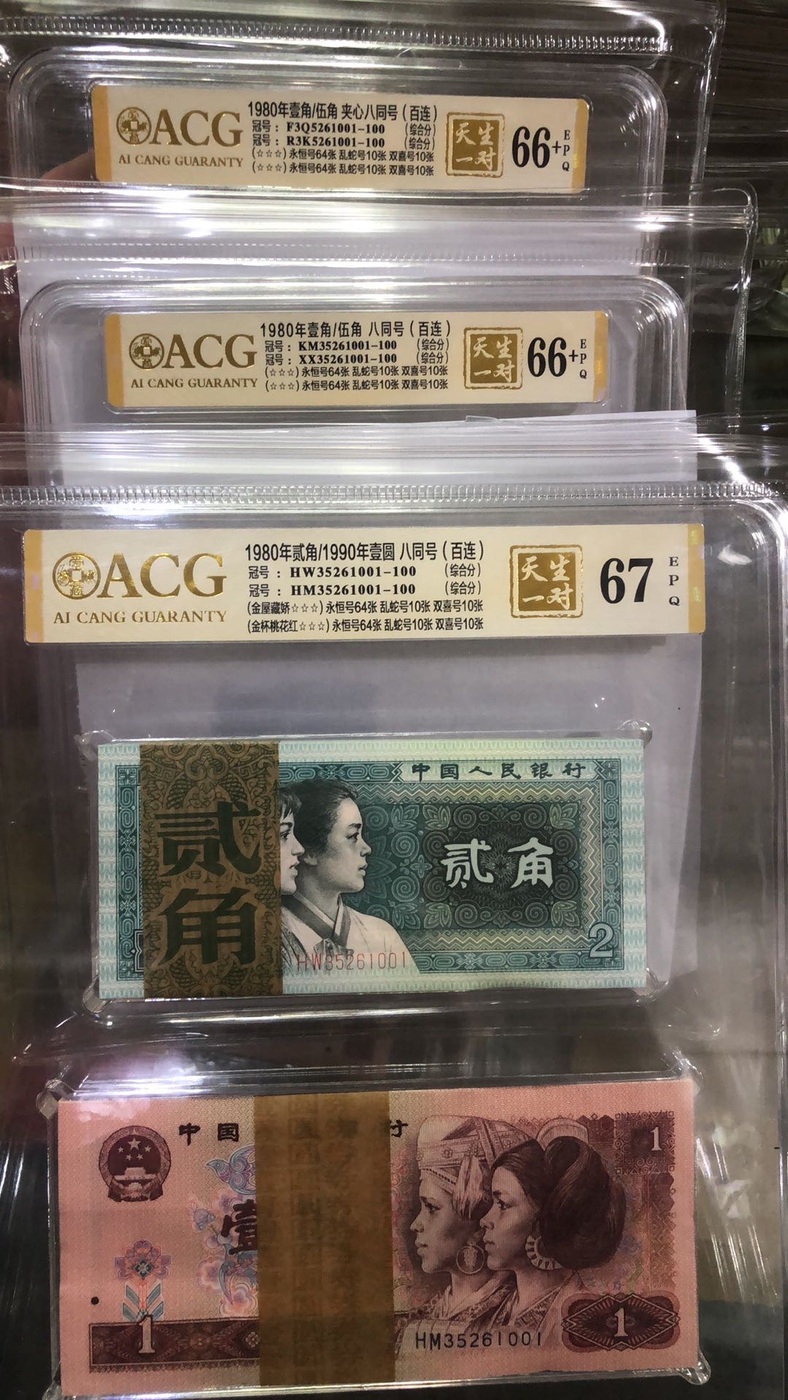 ACG
AI CANG GUARANTY
1980年壹角/伍角 夹心八同号(百连)
冠号:F3Q5261001-100 (综合分)
冠号:R3K5261001-100 (综合分)
(☆☆☆)永恒号64张 乱蛇号10张 双喜号10张
(☆☆☆)永恒号64张 乱蛇号10张 双喜号10张
天生一对
66+
EPQ
ACG
AI CANG GUARANTY
1980年壹角/伍角 八同号(百连)
冠号:KM35261001-100 (综合分)
冠号:XX35261001-100 (综合分)
(☆☆☆)永恒号64张 乱蛇号10张 双喜号10张
(☆☆☆)永恒号64张 乱蛇号10张 双喜号10张
天生一对
66+
EPQ
ACG
AI CANG GUARANTY
1980年贰角/1990年壹圆 八同号(百连)
冠号:HW35261001-100 (综合分)
冠号:HM35261001-100 (综合分)
(金屋藏娇☆☆☆)永恒号64张 乱蛇号10张 双喜号10张
(金杯桃花红☆☆☆)永恒号64张 乱蛇号10张 双喜号10张
天生一对
67
EPQ
中国人民银行
贰角
贰角
2
HW35261001
中国 行
1
壹
1
1
HM35261001